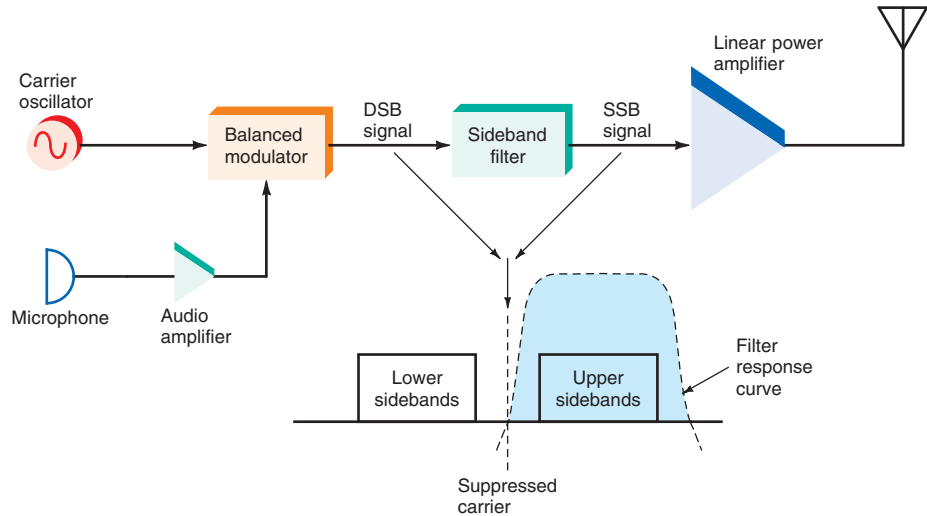 Linear power
amplifier
Carrier
oscillator
DSB
signal
SSB
signal
Balanced
modulator
Sideband
filter
Microphone
Audio
amplifier
Lower
sidebands
Upper
sidebands
Filter
response
curve
Suppressed
carrier